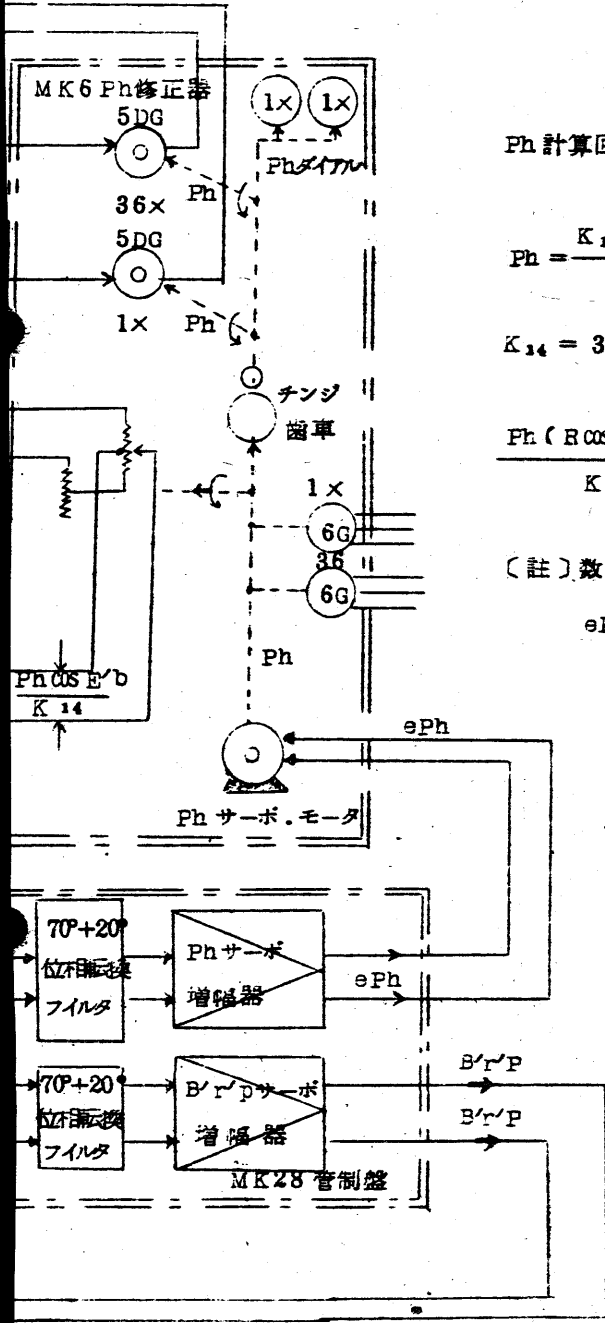 MK6 Ph修正器
1× 1×
5DG
Phダイアル
Ph
36×
5DG
1× Ph
チンジ
歯車
1×
6G
36
6G
Ph
Ph cos E′b
K 14
ePh
Ph サーボ.モータ
70°+20°
位相転換
フィルタ
Phサーボ
増幅器
ePh
70°+20°
位相転換
フィルタ
B′r′pサーボ
増幅器
B′r′P
B′r′P
MK28 管制盤
Ph 計算
Ph =
K₁₄ = 3
Ph ( R cos
K
〔註〕数